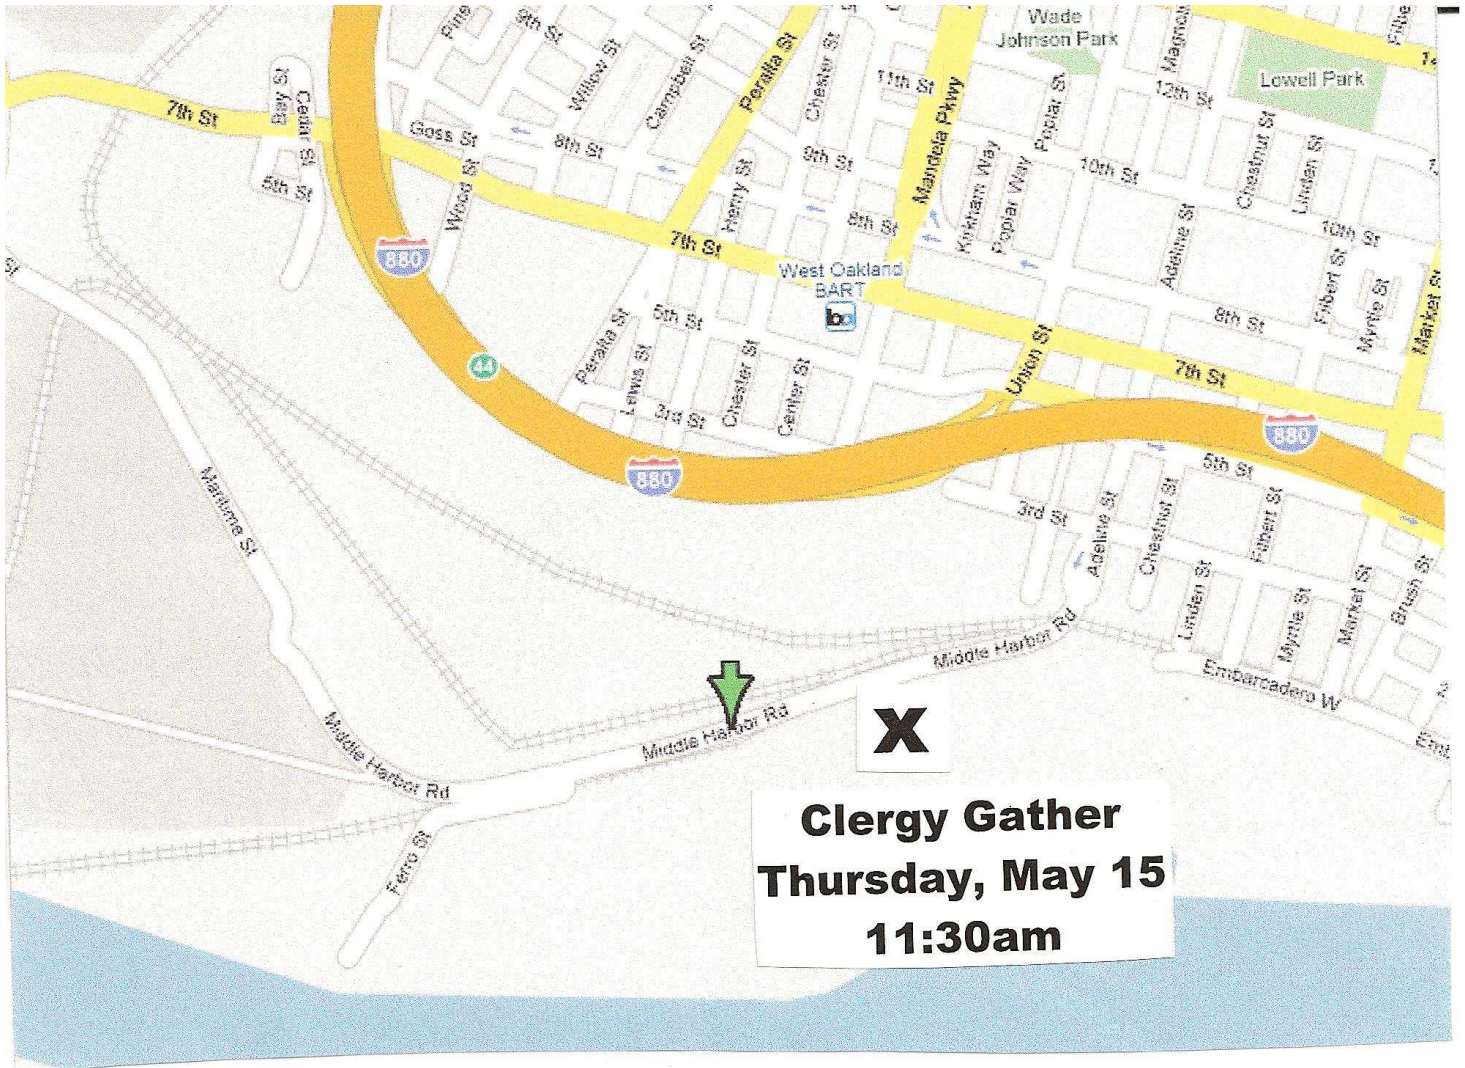 Pine
9th St
Willow St
Campbell St
Peralta St
Chester St
11th St
Mandela Pkwy
Wade
Johnson Park
Poplar St
12th St
Lowell Park
7th St
Bay St
Cedar St
5th St
Goss St
8th St
Wood St
9th St
Henry St
8th St
7th St
Kirkham Way
Poplar Way
10th St
Chestnut St
Linden St
10th St
Adeline St
Filbert St
Myrtle St
Market St
8th St
880
West Oakland
BART
St
Peralta St
5th St
Lewis St
Chester St
Center St
3rd St
44
Union St
7th St
880
880
5th St
Maritime St
3rd St
Adeline St
Chestnut St
Filbert St
Linden St
Myrtle St
Market St
Brush St
Middle Harbor Rd
Embarcadero W
Middle Harbor Rd
Middle Harbor Rd
Ferro St
X
Clergy Gather
Thursday, May 15
11:30am